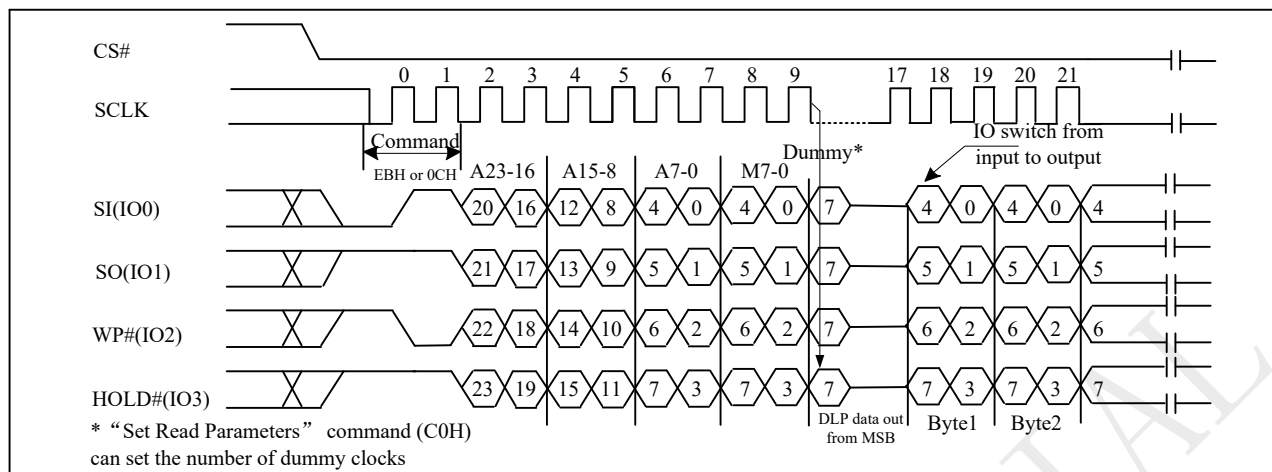 CS#
0 1 2 3 4 5 6 7 8 9 17 18 19 20 21
SCLK
Command
IO switch from
input to output
Dummy*
EBH or 0CH
A23-16 A15-8 A7-0 M7-0
SI(IO0) 20 16 12 8 4 0 4 0 7 4 0 4 0 4
SO(IO1) 21 17 13 9 5 1 5 1 7 5 1 5 1 5
WP#(IO2) 22 18 14 10 6 2 6 2 7 6 2 6 2 6
HOLD#(IO3) 23 19 15 11 7 3 7 3 7 7 3 7 3 7
DLP data out
from MSB
Byte1 Byte2
* “Set Read Parameters” command (C0H)
can set the number of dummy clocks